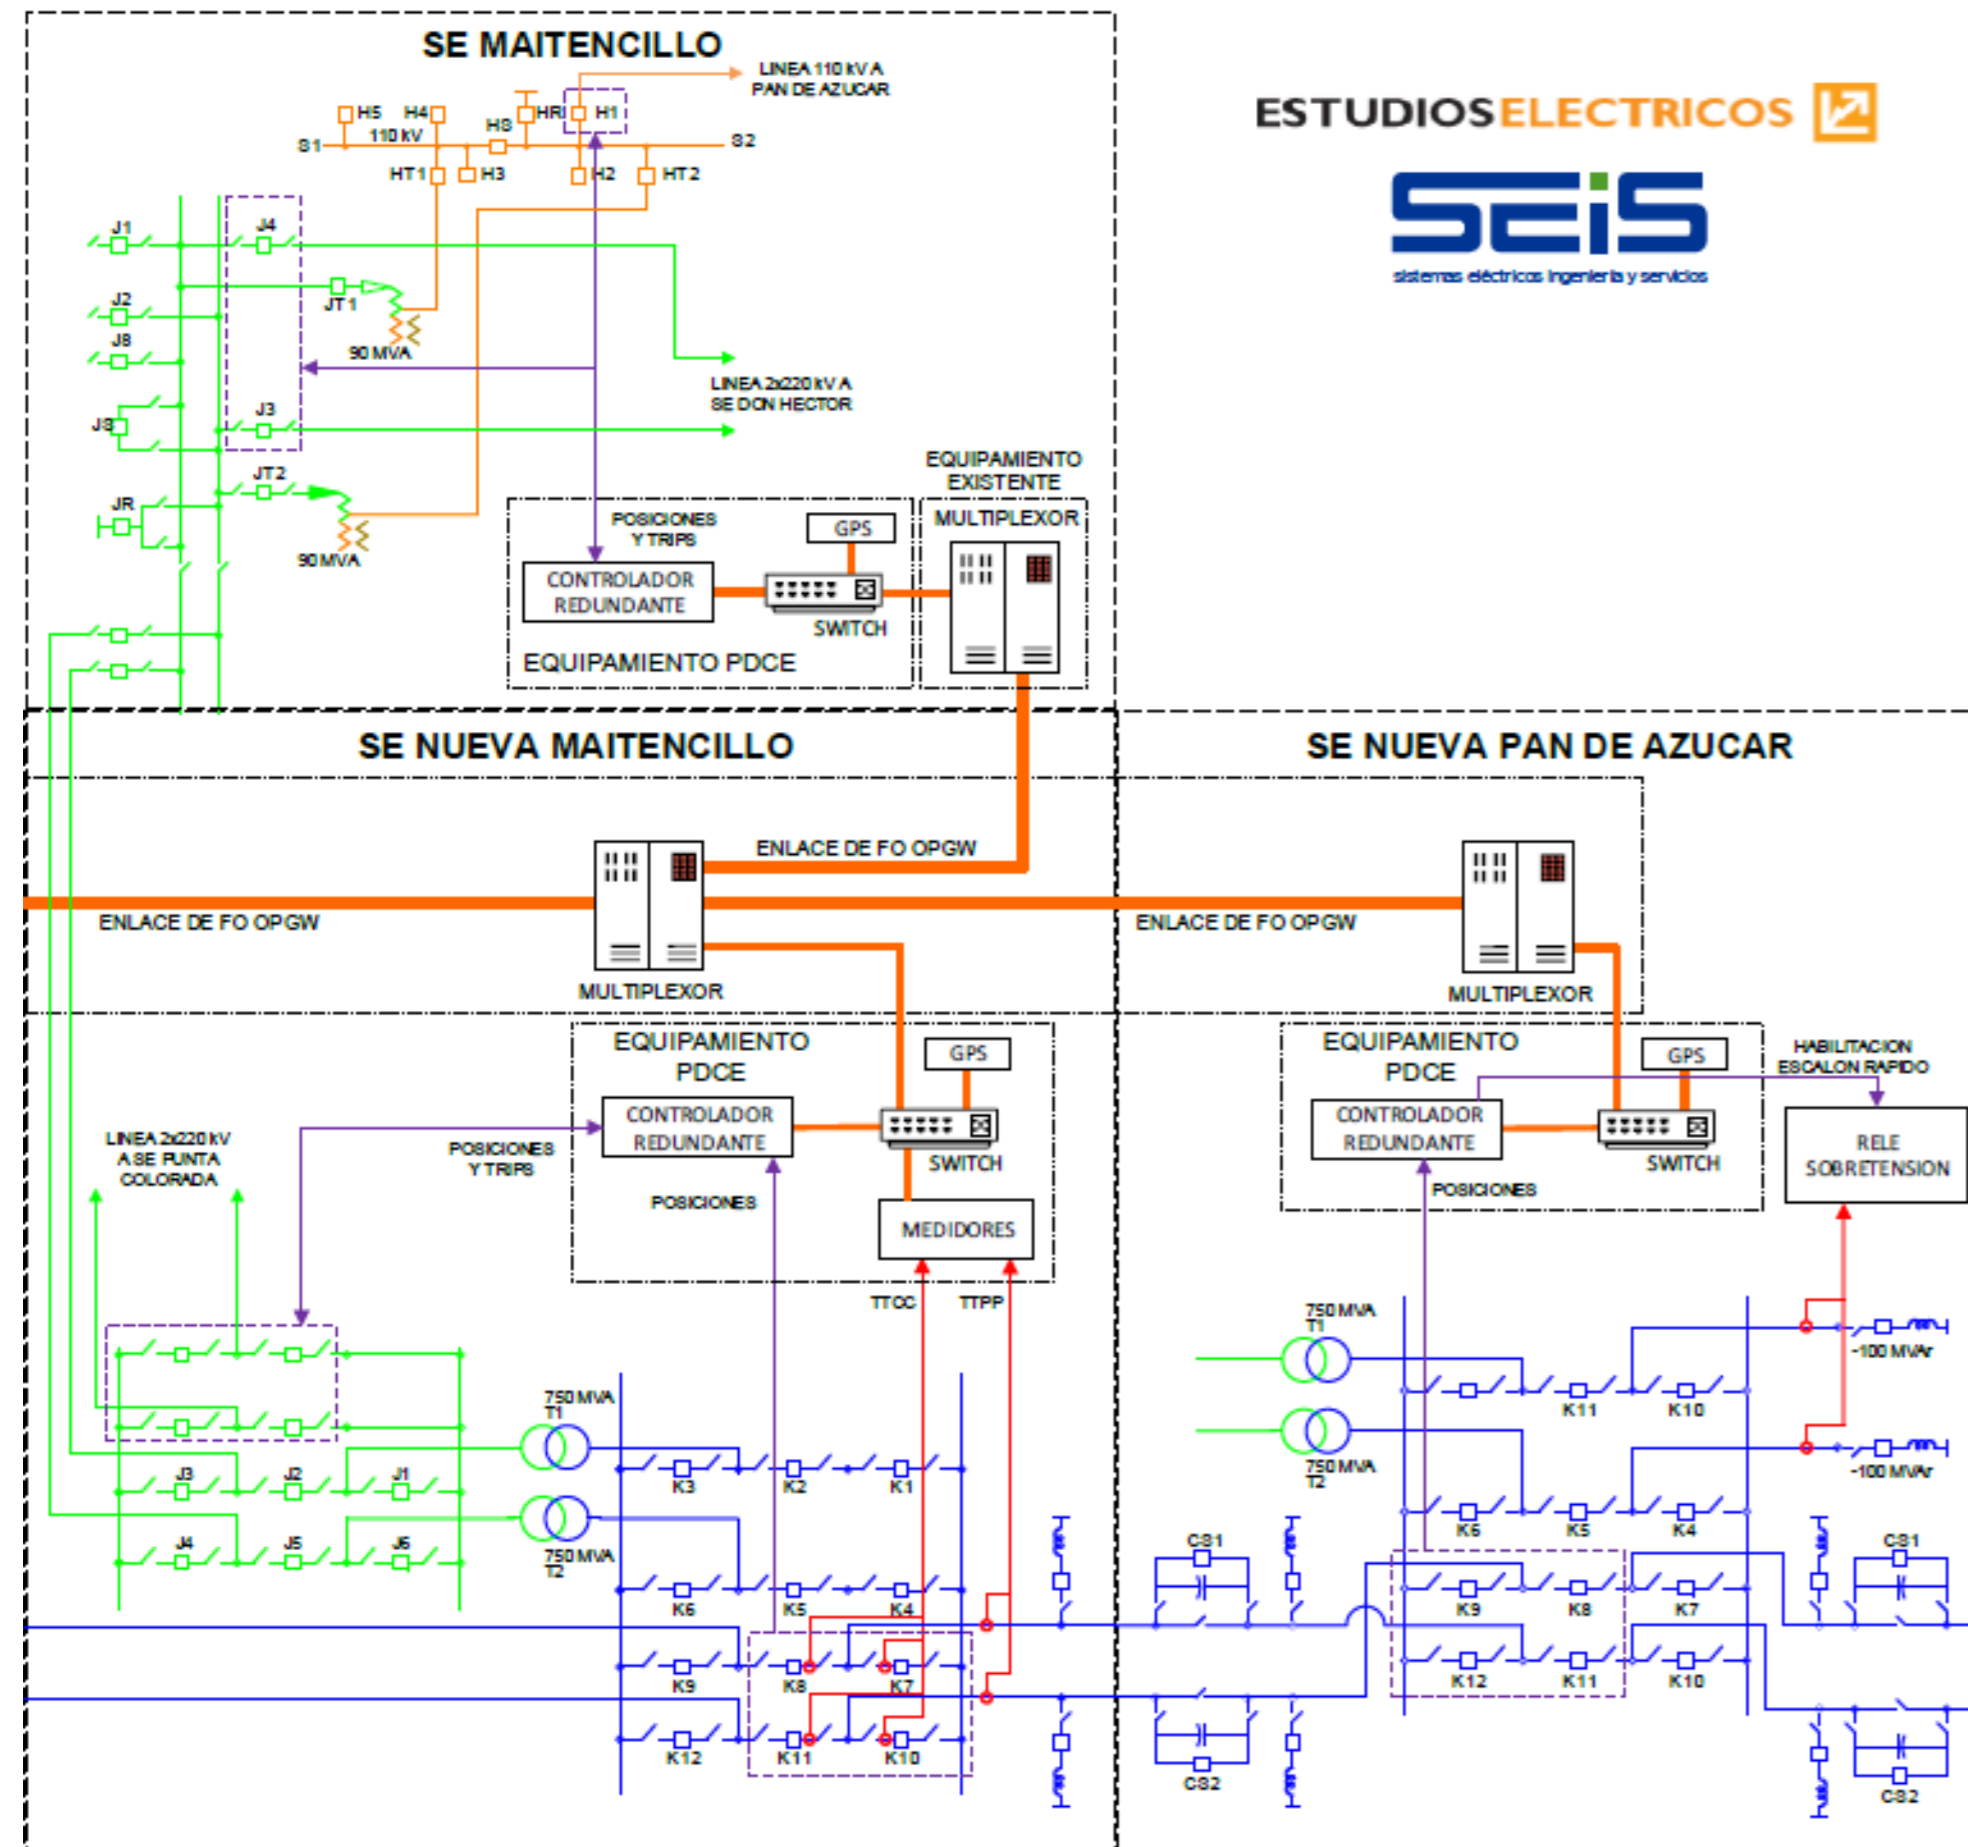 SE MAITENCILLO
LINEA 110 kV A
PAN DE AZUCAR
H5
H4
HS
HR
H1
110 kV
S1
S2
HT1
H3
H2
HT2
ESTUDIOSELECTRICOS
SEiS
sistemas eléctricos ingeniería y servicios
J1
J4
JT1
J2
J8
90 MVA
LINEA 2x220 kV A
SE DON HECTOR
JS
J3
JT2
JR
90 MVA
EQUIPAMIENTO
EXISTENTE
MULTIPLEXOR
POSICIONES
Y TRIPS
GPS
CONTROLADOR
REDUNDANTE
SWITCH
EQUIPAMIENTO PDCE
SE NUEVA MAITENCILLO
SE NUEVA PAN DE AZUCAR
ENLACE DE FO OPGW
ENLACE DE FO OPGW
ENLACE DE FO OPGW
MULTIPLEXOR
MULTIPLEXOR
EQUIPAMIENTO
PDCE
GPS
CONTROLADOR
REDUNDANTE
SWITCH
POSICIONES
Y TRIPS
POSICIONES
MEDIDORES
TTCC
TTPP
LINEA 2x220 kV
A SE PUNTA
COLORADA
EQUIPAMIENTO
PDCE
GPS
HABILITACION
ESCALON RAPIDO
CONTROLADOR
REDUNDANTE
SWITCH
RELE
SOBRETENSION
POSICIONES
750 MVA
T1
J3
J2
J1
K3
K2
K1
750 MVA
T2
J4
J5
J6
K6
K5
K4
K9
K8
K7
K12
K11
K10
CS1
CS2
750 MVA
T1
-100 MVAr
K11
K10
750 MVA
T2
-100 MVAr
K6
K5
K4
K9
K8
K7
K12
K11
K10
CS1
CS2